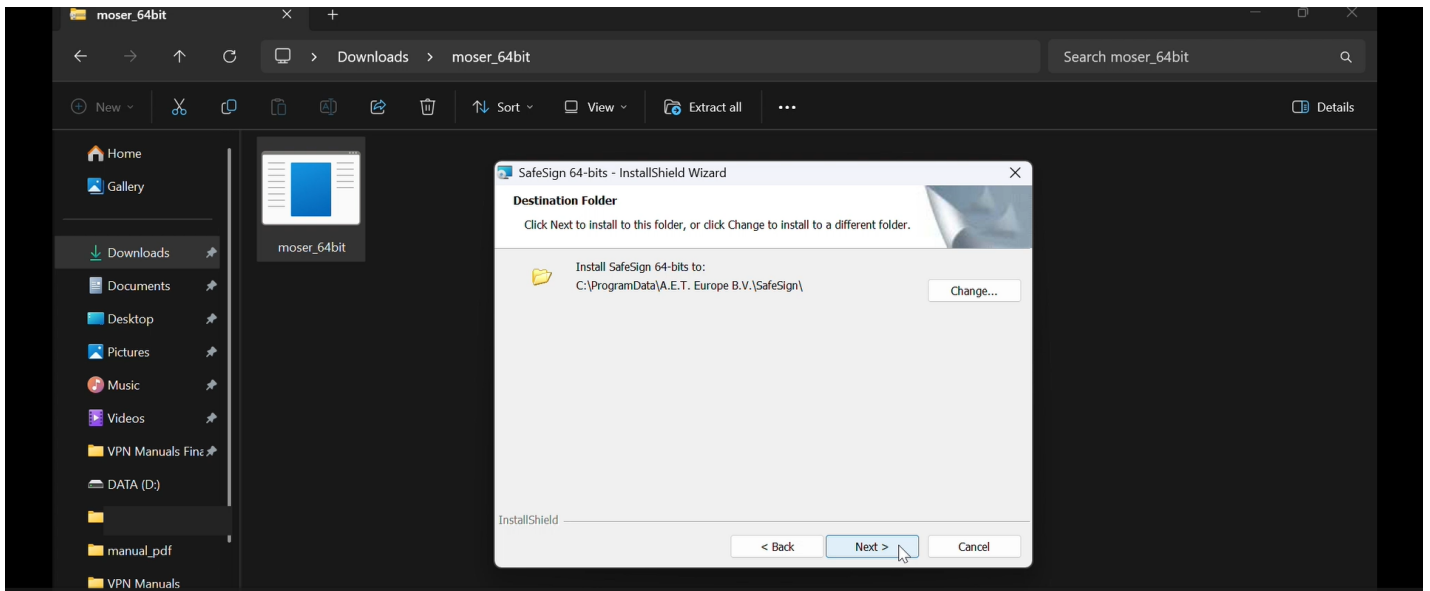 moser_64bit
Downloads > moser_64bit
Search moser_64bit
New
Sort
View
Extract all
Details
Home
Gallery
Downloads
Documents
Desktop
Pictures
Music
Videos
VPN Manuals Fina
DATA (D:)
manual_pdf
VPN Manuals
moser_64bit
SafeSign 64-bits - InstallShield Wizard
Destination Folder
Click Next to install to this folder, or click Change to install to a different folder.
Install SafeSign 64-bits to:
C:\ProgramData\A.E.T. Europe B.V.\SafeSign\
Change...
InstallShield
< Back
Next >
Cancel